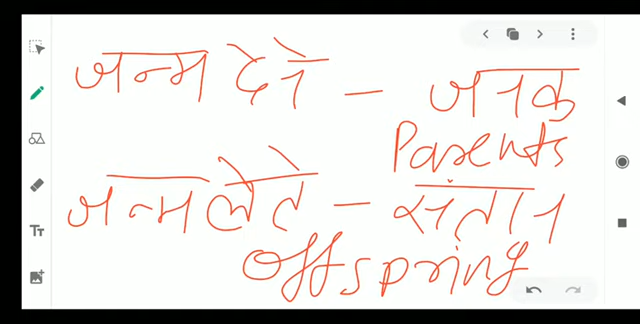 जन्म देने – जनक
Parents
जन्म लेते – संतान
Offspring